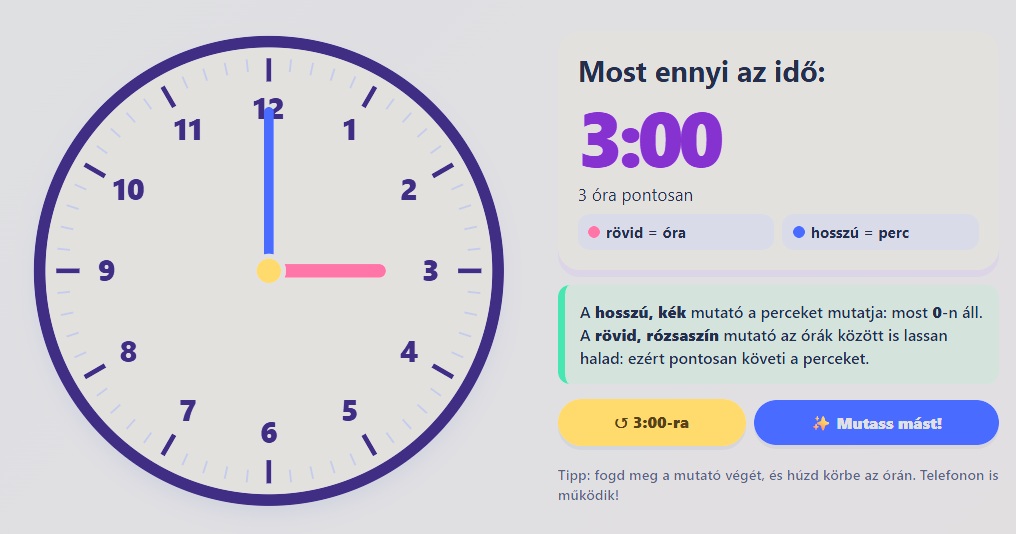 12
1
2
3
4
5
6
7
8
9
10
11
Most ennyi az idő:
3:00
3 óra pontosan
rövid = óra
hosszú = perc
A hosszú, kék mutató a perceket mutatja: most 0-n áll.
A rövid, rózsaszín mutató az órák között is lassan
halad: ezért pontosan követi a perceket.
↺ 3:00-ra
✨ Mutass mást!
Tipp: fogd meg a mutató végét, és húzd körbe az órán. Telefonon is
működik!